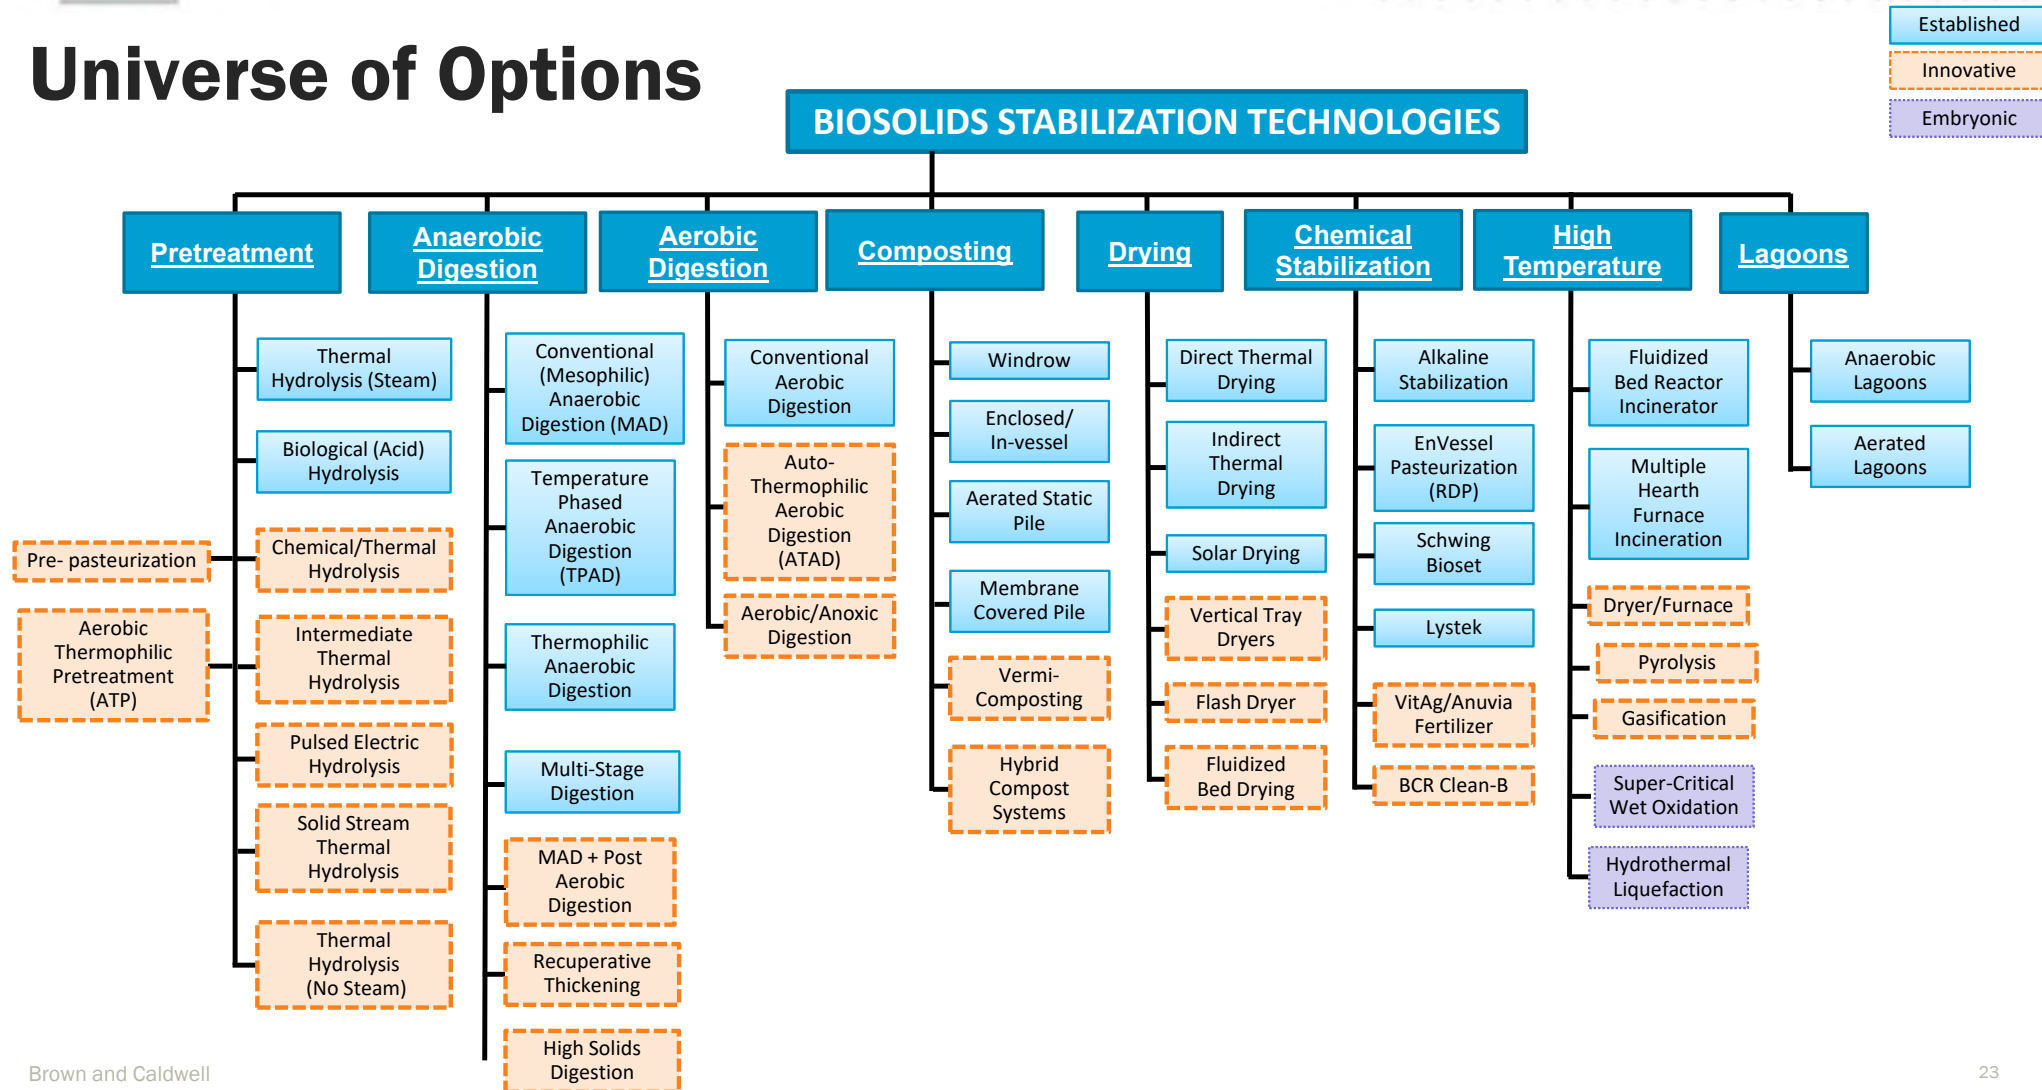 Universe of Options
Established
Innovative
Embryonic
BIOSOLIDS STABILIZATION TECHNOLOGIES
Pretreatment
Thermal
Hydrolysis (Steam)
Biological (Acid)
Hydrolysis
Pre- pasteurization
Chemical/Thermal
Hydrolysis
Aerobic
Thermophilic
Pretreatment
(ATP)
Intermediate
Thermal
Hydrolysis
Pulsed Electric
Hydrolysis
Solid Stream
Thermal
Hydrolysis
Thermal
Hydrolysis
(No Steam)
Anaerobic
Digestion
Conventional
(Mesophilic)
Anaerobic
Digestion (MAD)
Temperature
Phased
Anaerobic
Digestion
(TPAD)
Thermophilic
Anaerobic
Digestion
Multi-Stage
Digestion
MAD + Post
Aerobic
Digestion
Recuperative
Thickening
High Solids
Digestion
Aerobic
Digestion
Conventional
Aerobic
Digestion
Auto-
Thermophilic
Aerobic
Digestion
(ATAD)
Aerobic/Anoxic
Digestion
Composting
Windrow
Enclosed/
In-vessel
Aerated Static
Pile
Membrane
Covered Pile
Vermi-
Composting
Hybrid
Compost
Systems
Drying
Direct Thermal
Drying
Indirect
Thermal
Drying
Solar Drying
Vertical Tray
Dryers
Flash Dryer
Fluidized
Bed Drying
Chemical
Stabilization
Alkaline
Stabilization
EnVessel
Pasteurization
(RDP)
Schwing
Bioset
Lystek
VitAg/Anuvia
Fertilizer
BCR Clean-B
High
Temperature
Fluidized
Bed Reactor
Incinerator
Multiple
Hearth
Furnace
Incineration
Dryer/Furnace
Pyrolysis
Gasification
Super-Critical
Wet Oxidation
Hydrothermal
Liquefaction
Lagoons
Anaerobic
Lagoons
Aerated
Lagoons
Brown and Caldwell
23